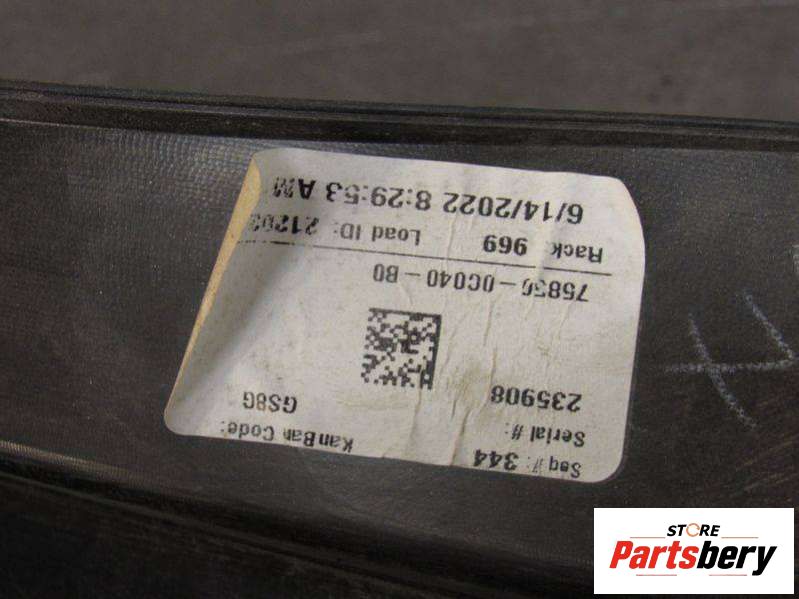 Seq #: 344
KanBan Code:
Serial #:
GS8G
235908
75850-0C040-B0
Rack: 969 Load ID: 2120
6/14/2022 8:29:53 AM
STORE
Partsbery